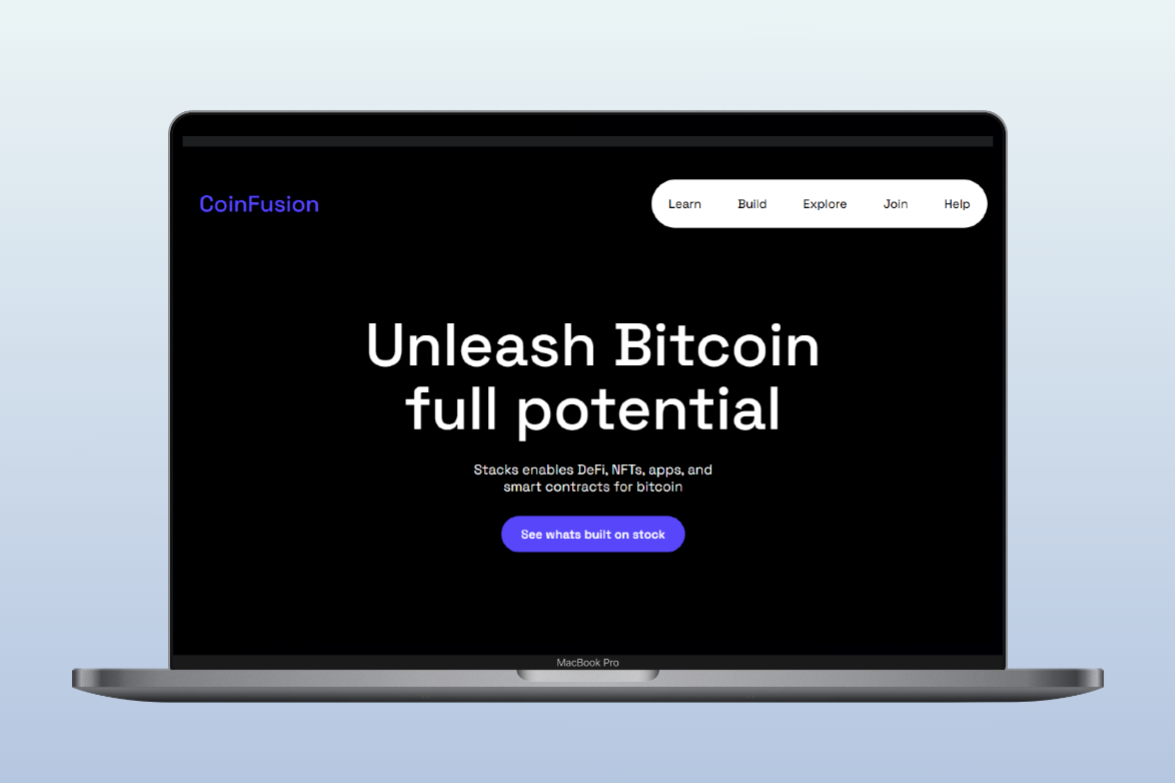 CoinFusion
Learn Build Explore Join Help
Unleash Bitcoin
full potential
Stacks enables DeFi, NFTs, apps, and
smart contracts for bitcoin
See whats built on stock
MacBook Pro